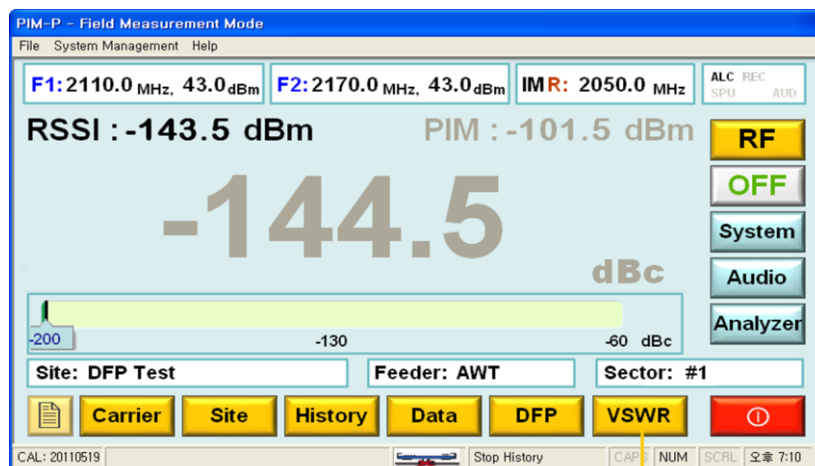 PIM-P - Field Measurement Mode
File System Management Help
F1: 2110.0 MHz, 43.0 dBm F2: 2170.0 MHz, 43.0 dBm IMR: 2050.0 MHz ALC REC
SPU AUD
RSSI : -143.5 dBm PIM : -101.5 dBm RF
OFF
-144.5
System
dBc
Audio
Analyzer
-200 -130 -60 dBc
Site: DFP Test Feeder: AWT Sector: #1
Carrier Site History Data DFP VSWR
CAL: 20110519 Stop History CAPS NUM SCRL 오후 7:10